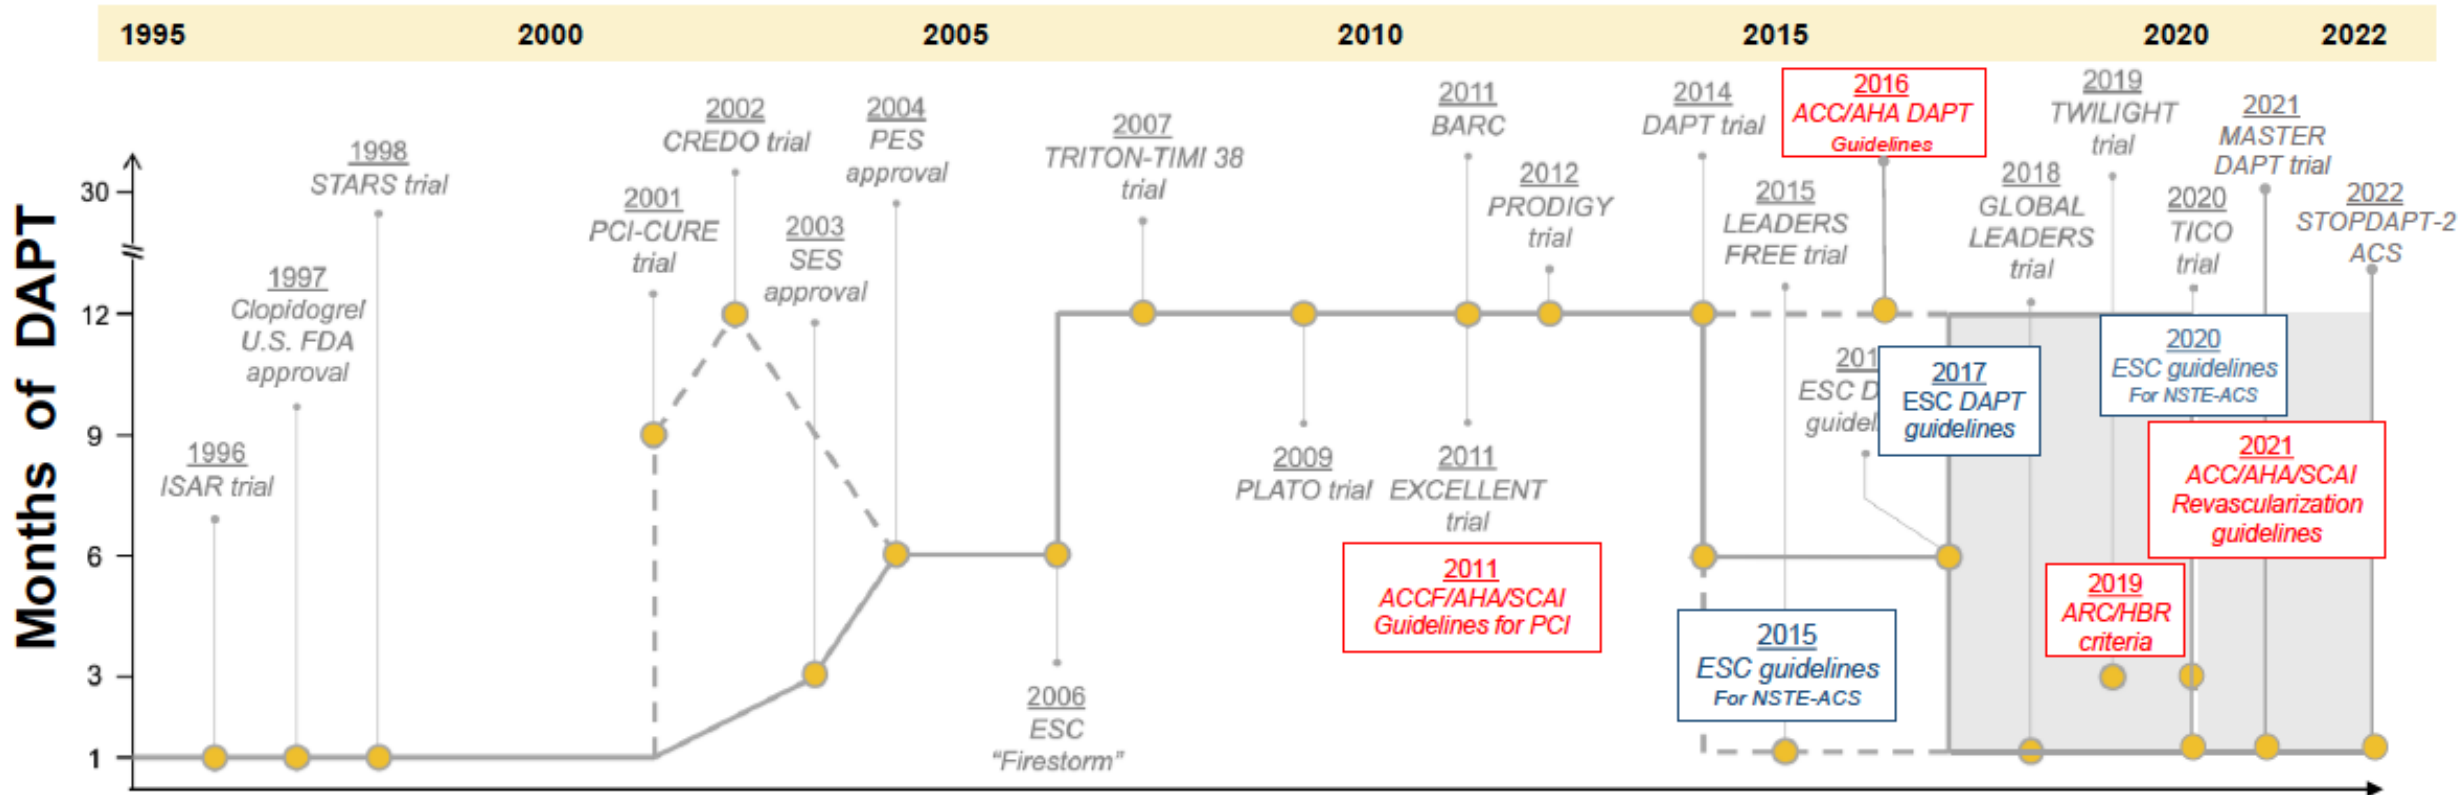 1995 2000 2005 2010 2015 2020 2022
Months of DAPT
30
12
9
6
3
1
1996
ISAR trial
1997
Clopidogrel
U.S. FDA
approval
1998
STARS trial
2001
PCI-CURE
trial
2002
CREDO trial
2003
SES
approval
2004
PES
approval
2006
ESC
“Firestorm”
2007
TRITON-TIMI 38
trial
2009
PLATO trial
2011
BARC
2011
EXCELLENT
trial
2011
ACCF/AHA/SCAI
Guidelines for PCI
2012
PRODIGY
trial
2014
DAPT trial
2015
LEADERS
FREE trial
2015
ESC guidelines
For NSTE-ACS
2016
ACC/AHA DAPT
Guidelines
201
ESC D
guidel
2017
ESC DAPT
guidelines
2018
GLOBAL
LEADERS
trial
2019
TWILIGHT
trial
2019
ARC/HBR
criteria
2020
TICO
trial
2020
ESC guidelines
For NSTE-ACS
2021
MASTER
DAPT trial
2021
ACC/AHA/SCAI
Revascularization
guidelines
2022
STOPDAPT-2
ACS